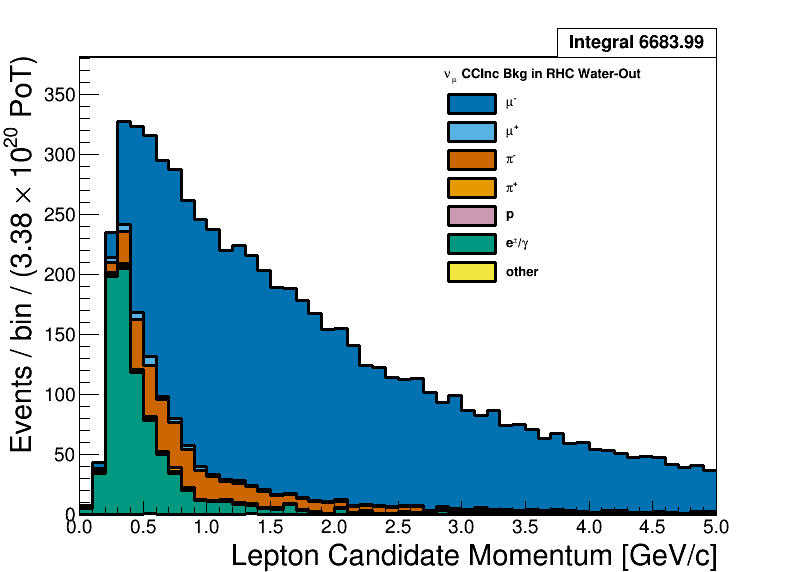 Integral 6683.99
ν_μ CCInc Bkg in RHC Water-Out
μ⁻
μ⁺
π⁻
π⁺
p
e±/γ
other
Events / bin / (3.38 × 10²⁰ PoT)
350
300
250
200
150
100
50
0
0.0 0.5 1.0 1.5 2.0 2.5 3.0 3.5 4.0 4.5 5.0
Lepton Candidate Momentum [GeV/c]